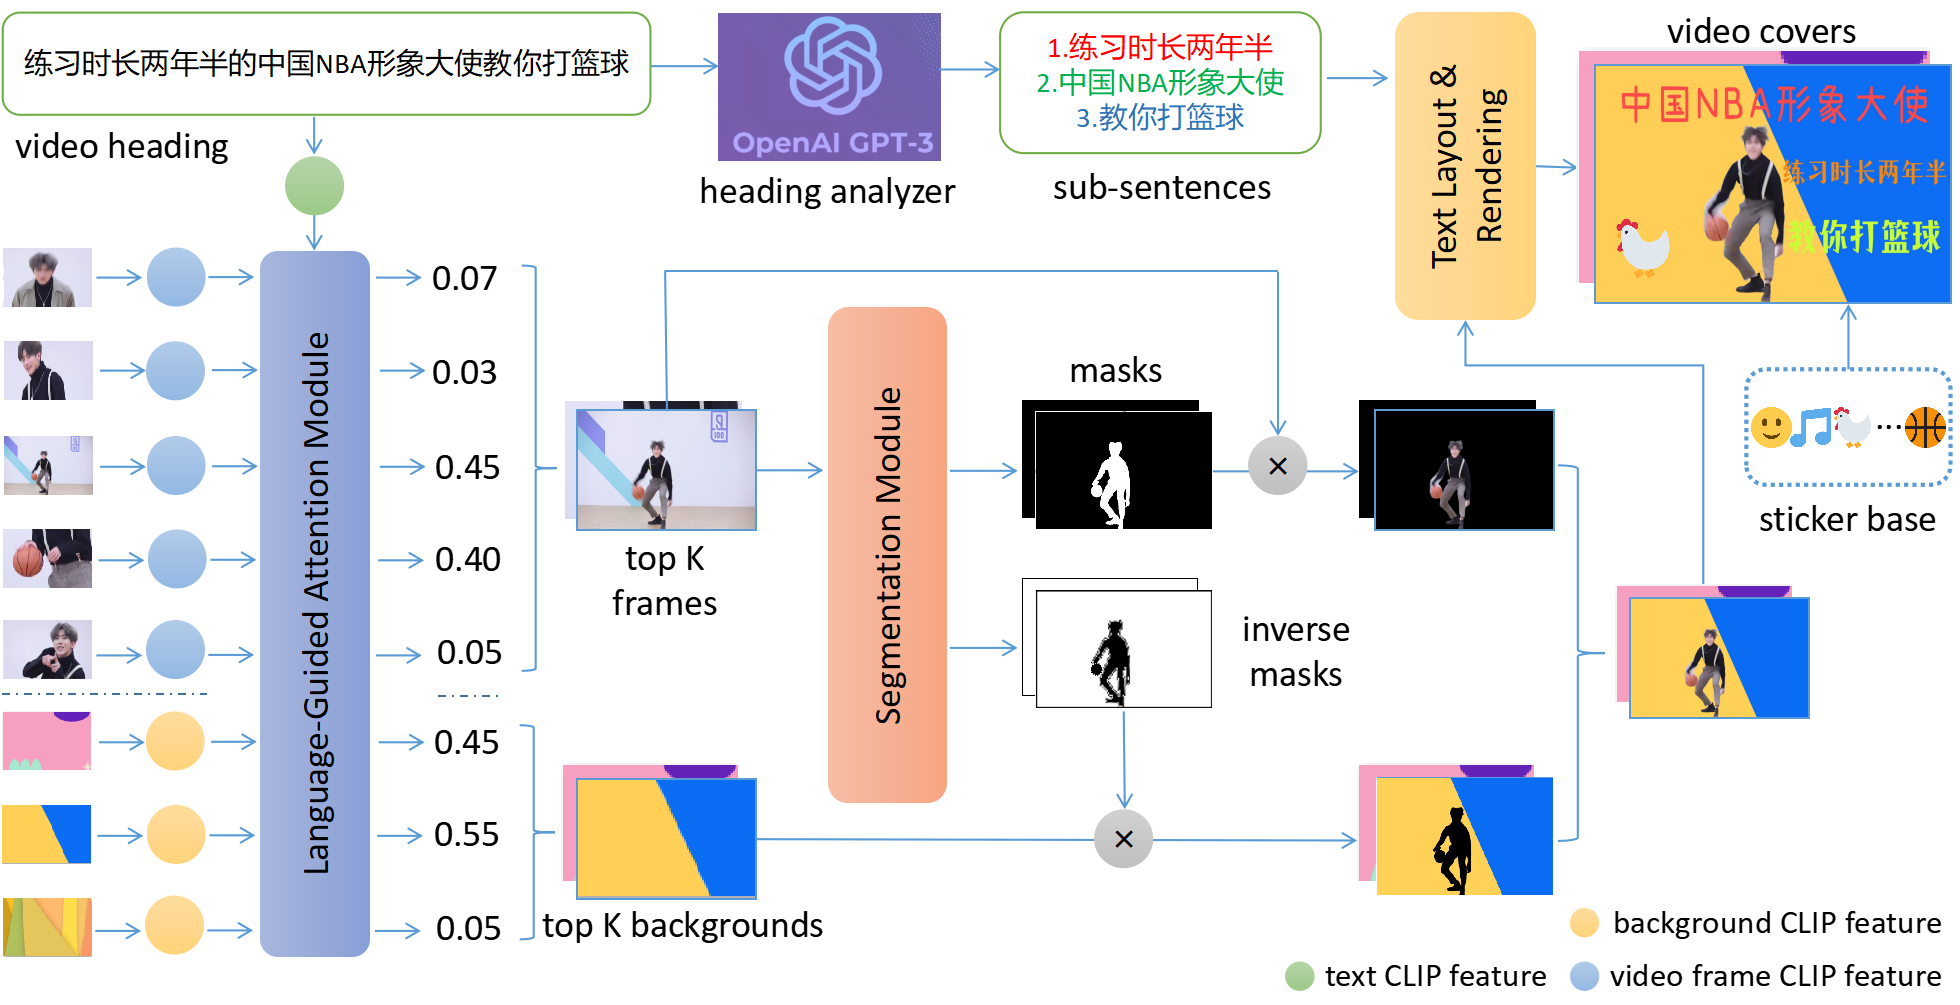 练习时长两年半的中国NBA形象大使教你打篮球
video heading
OpenAI GPT-3
heading analyzer
1.练习时长两年半
2.中国NBA形象大使
3.教你打篮球
sub-sentences
Text Layout &
Rendering
video covers
中国NBA形象大使
练习时长两年半
教你打篮球
sticker base
Language-Guided Attention Module
0.07
0.03
0.45
0.40
0.05
0.45
0.55
0.05
top K
frames
top K backgrounds
Segmentation Module
masks
×
inverse
masks
×
background CLIP feature
text CLIP feature
video frame CLIP feature